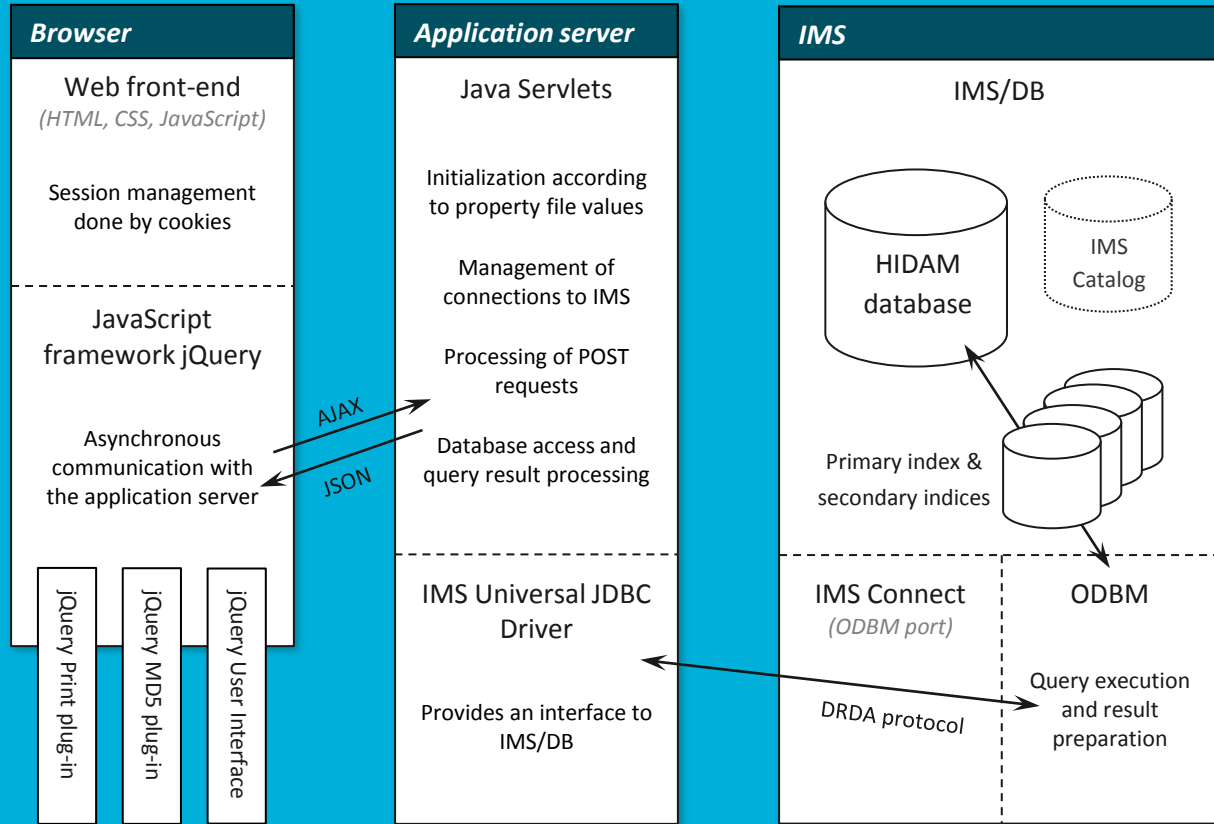 Browser
Web front-end
(HTML, CSS, JavaScript)
Session management
done by cookies
JavaScript
framework jQuery
Asynchronous
communication with
the application server
jQuery Print plug-in
jQuery MD5 plug-in
jQuery User Interface
AJAX
JSON
Application server
Java Servlets
Initialization according
to property file values
Management of
connections to IMS
Processing of POST
requests
Database access and
query result processing
IMS Universal JDBC
Driver
Provides an interface to
IMS/DB
IMS
IMS/DB
HIDAM
database
IMS
Catalog
Primary index &
secondary indices
IMS Connect
(ODBM port)
DRDA protocol
ODBM
Query execution
and result
preparation